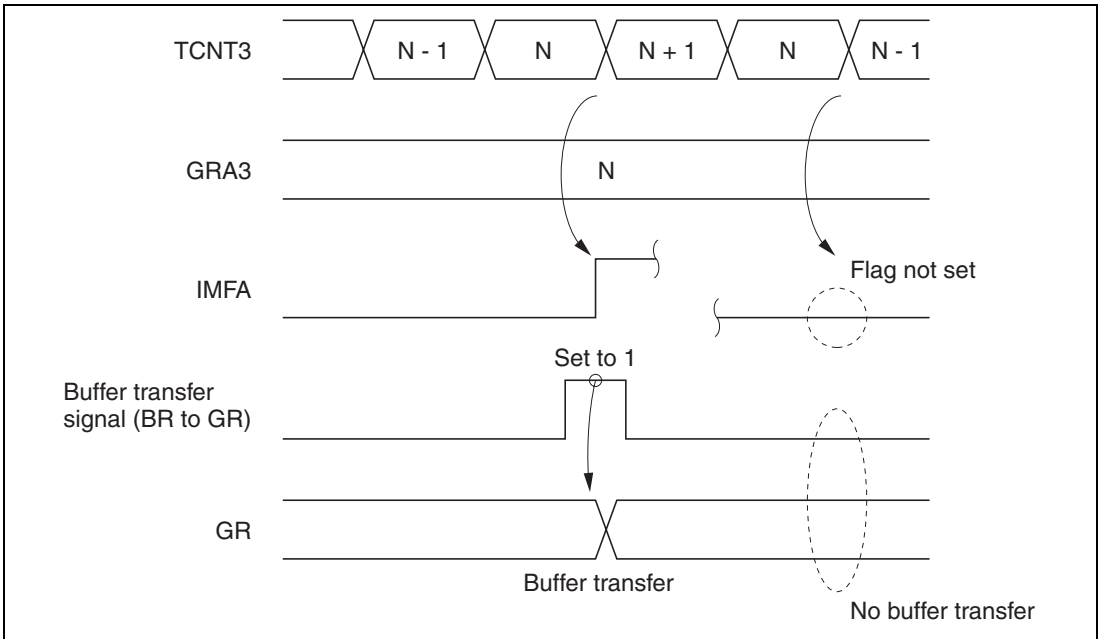 TCNT3 N - 1 N N + 1 N N - 1
GRA3 N
Flag not set
IMFA
Set to 1
Buffer transfer
signal (BR to GR)
GR
Buffer transfer
No buffer transfer